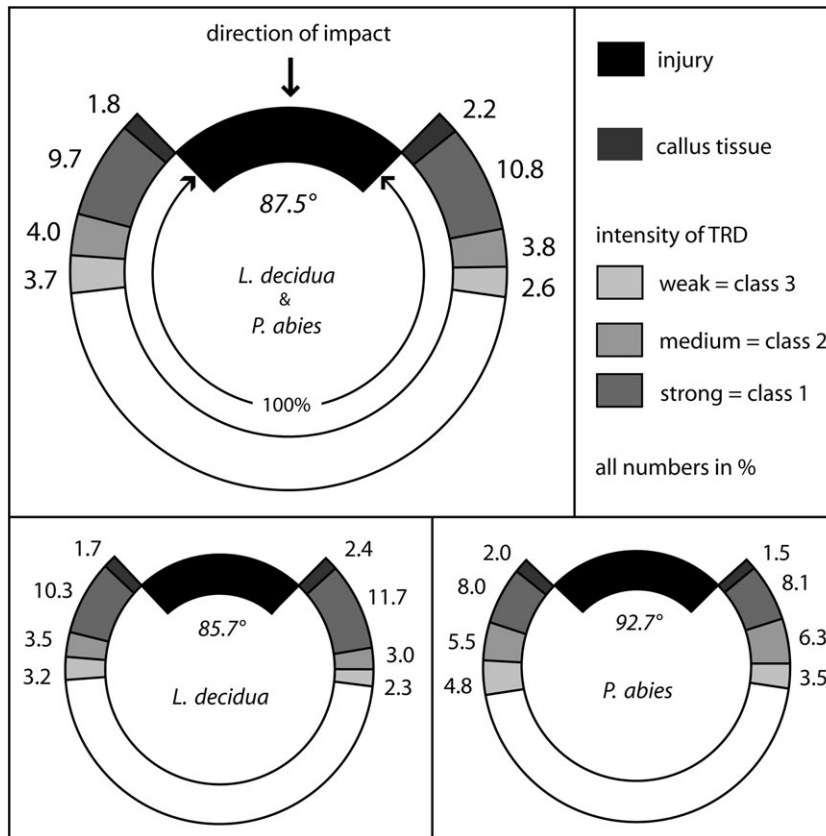 direction of impact
1.8
2.2
9.7
10.8
4.0
3.8
3.7
2.6
87.5°
L. decidua
&
P. abies
100%
injury
callus tissue
intensity of TRD
weak = class 3
medium = class 2
strong = class 1
all numbers in %
1.7
2.4
10.3
11.7
3.5
3.0
3.2
2.3
85.7°
L. decidua
2.0
1.5
8.0
8.1
5.5
6.3
4.8
3.5
92.7°
P. abies